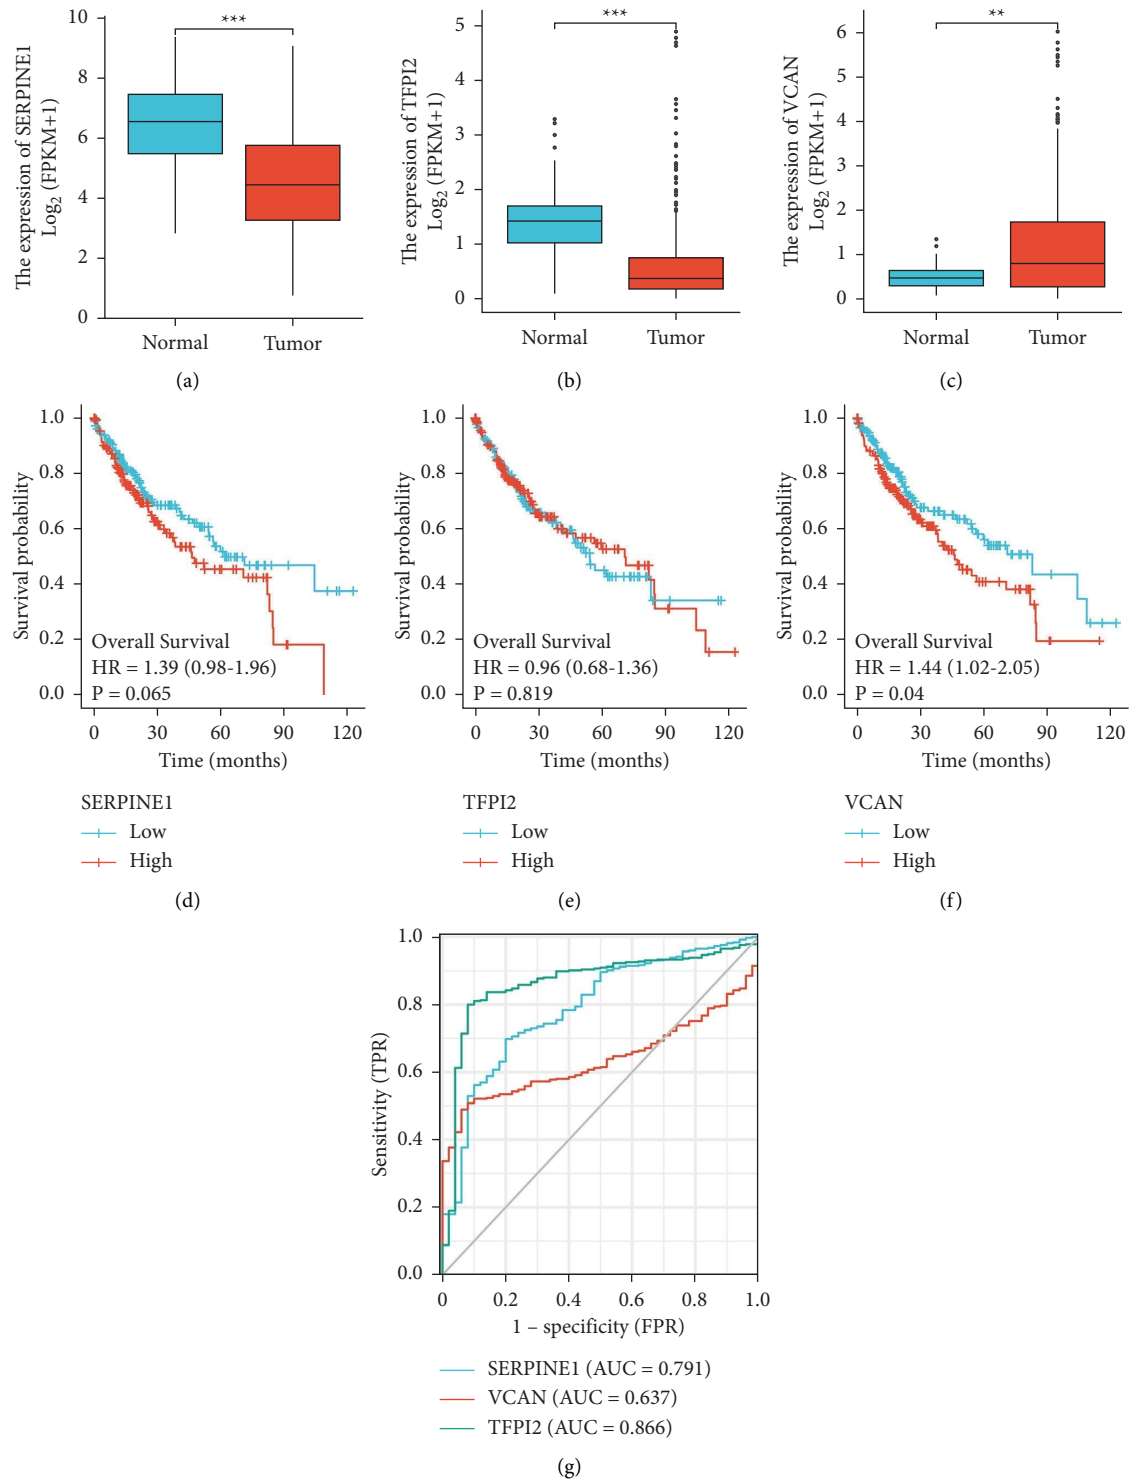 The expression of SERPINE1
Log2 (FPKM+1)
10
8
6
4
2
0
***
Normal
Tumor
(a)
The expression of TFPI2
Log2 (FPKM+1)
5
4
3
2
1
0
***
Normal
Tumor
(b)
The expression of VCAN
Log2 (FPKM+1)
6
5
4
3
2
1
0
**
Normal
Tumor
(c)
Survival probability
1.0
0.8
0.6
0.4
0.2
0.0
Overall Survival
HR = 1.39 (0.98-1.96)
P = 0.065
0 30 60 90 120
Time (months)
SERPINE1
Low
High
(d)
Survival probability
1.0
0.8
0.6
0.4
0.2
0.0
Overall Survival
HR = 0.96 (0.68-1.36)
P = 0.819
0 30 60 90 120
Time (months)
TFPI2
Low
High
(e)
Survival probability
1.0
0.8
0.6
0.4
0.2
0.0
Overall Survival
HR = 1.44 (1.02-2.05)
P = 0.04
0 30 60 90 120
Time (months)
VCAN
Low
High
(f)
Sensitivity (TPR)
1.0
0.8
0.6
0.4
0.2
0.0
0 0.2 0.4 0.6 0.8 1.0
1 – specificity (FPR)
SERPINE1 (AUC = 0.791)
VCAN (AUC = 0.637)
TFPI2 (AUC = 0.866)
(g)